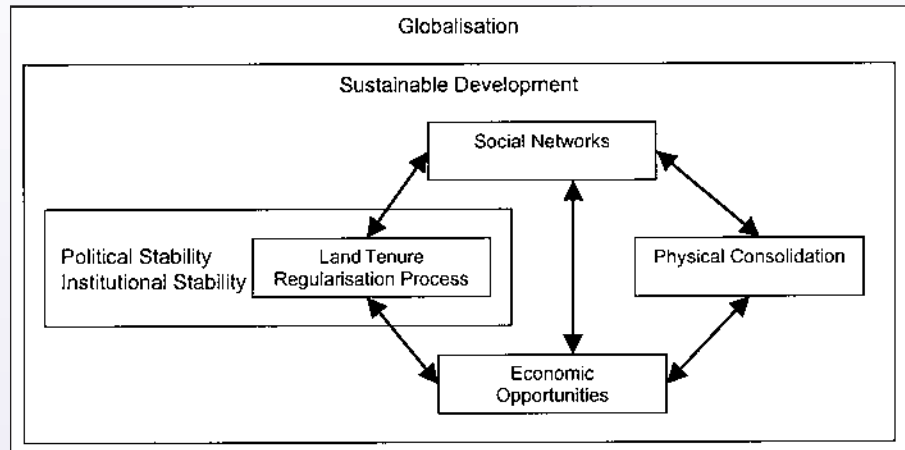 Globalisation
Sustainable Development
Social Networks
Political Stability
Institutional Stability
Land Tenure
Regularisation Process
Physical Consolidation
Economic
Opportunities